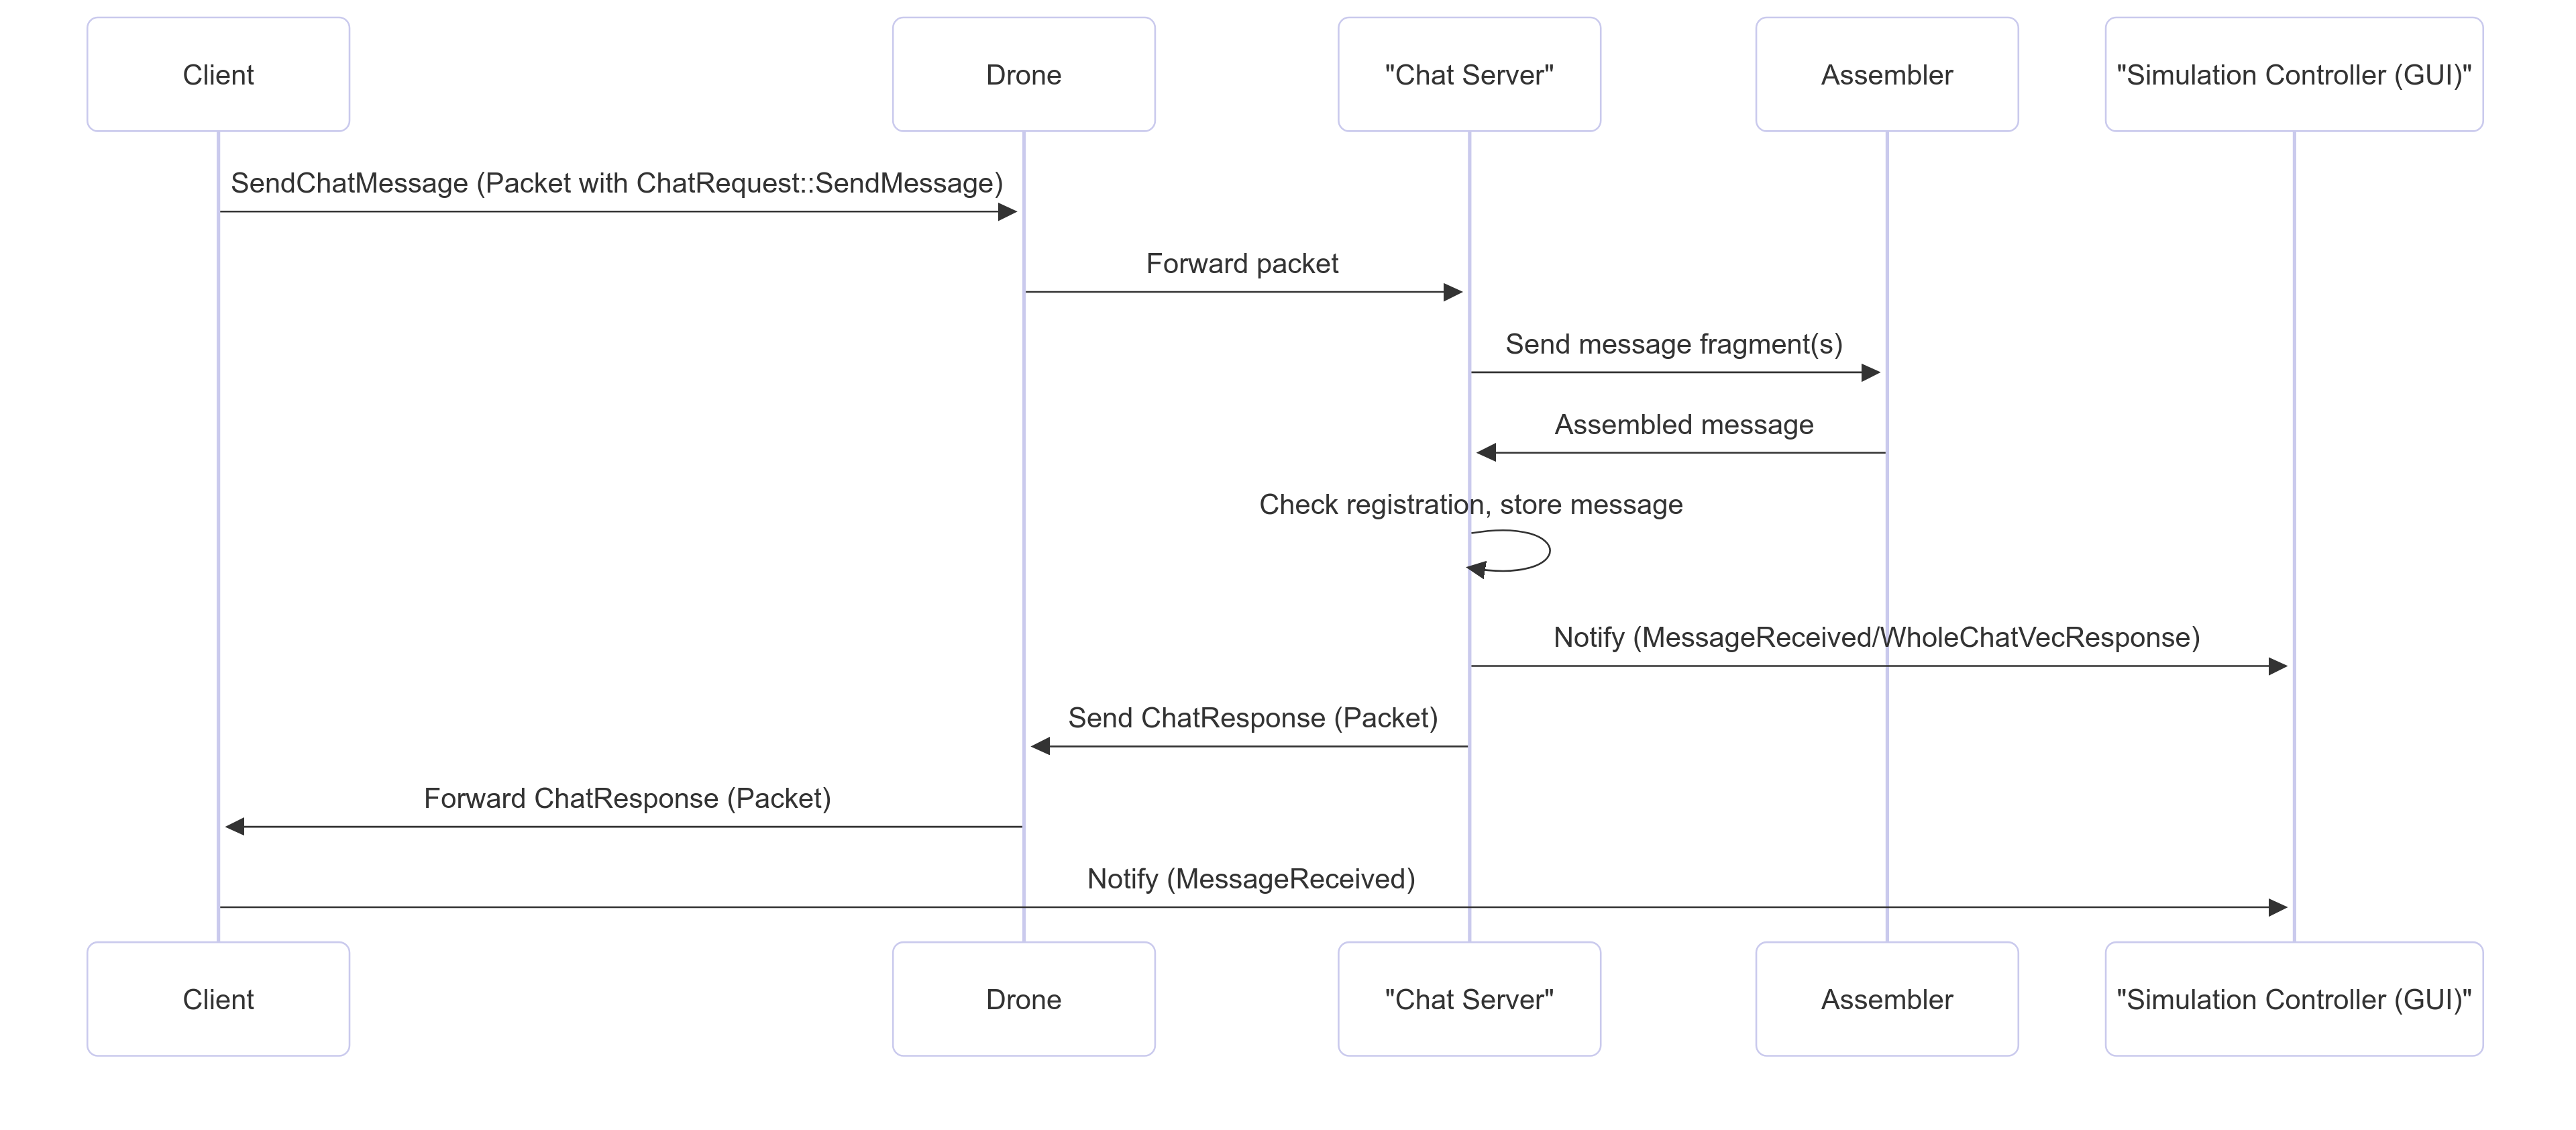 Client
Drone
"Chat Server"
Assembler
"Simulation Controller (GUI)"
SendChatMessage (Packet with ChatRequest::SendMessage)
Forward packet
Send message fragment(s)
Assembled message
Check registration, store message
Notify (MessageReceived/WholeChatVecResponse)
Send ChatResponse (Packet)
Forward ChatResponse (Packet)
Notify (MessageReceived)
Client
Drone
"Chat Server"
Assembler
"Simulation Controller (GUI)"